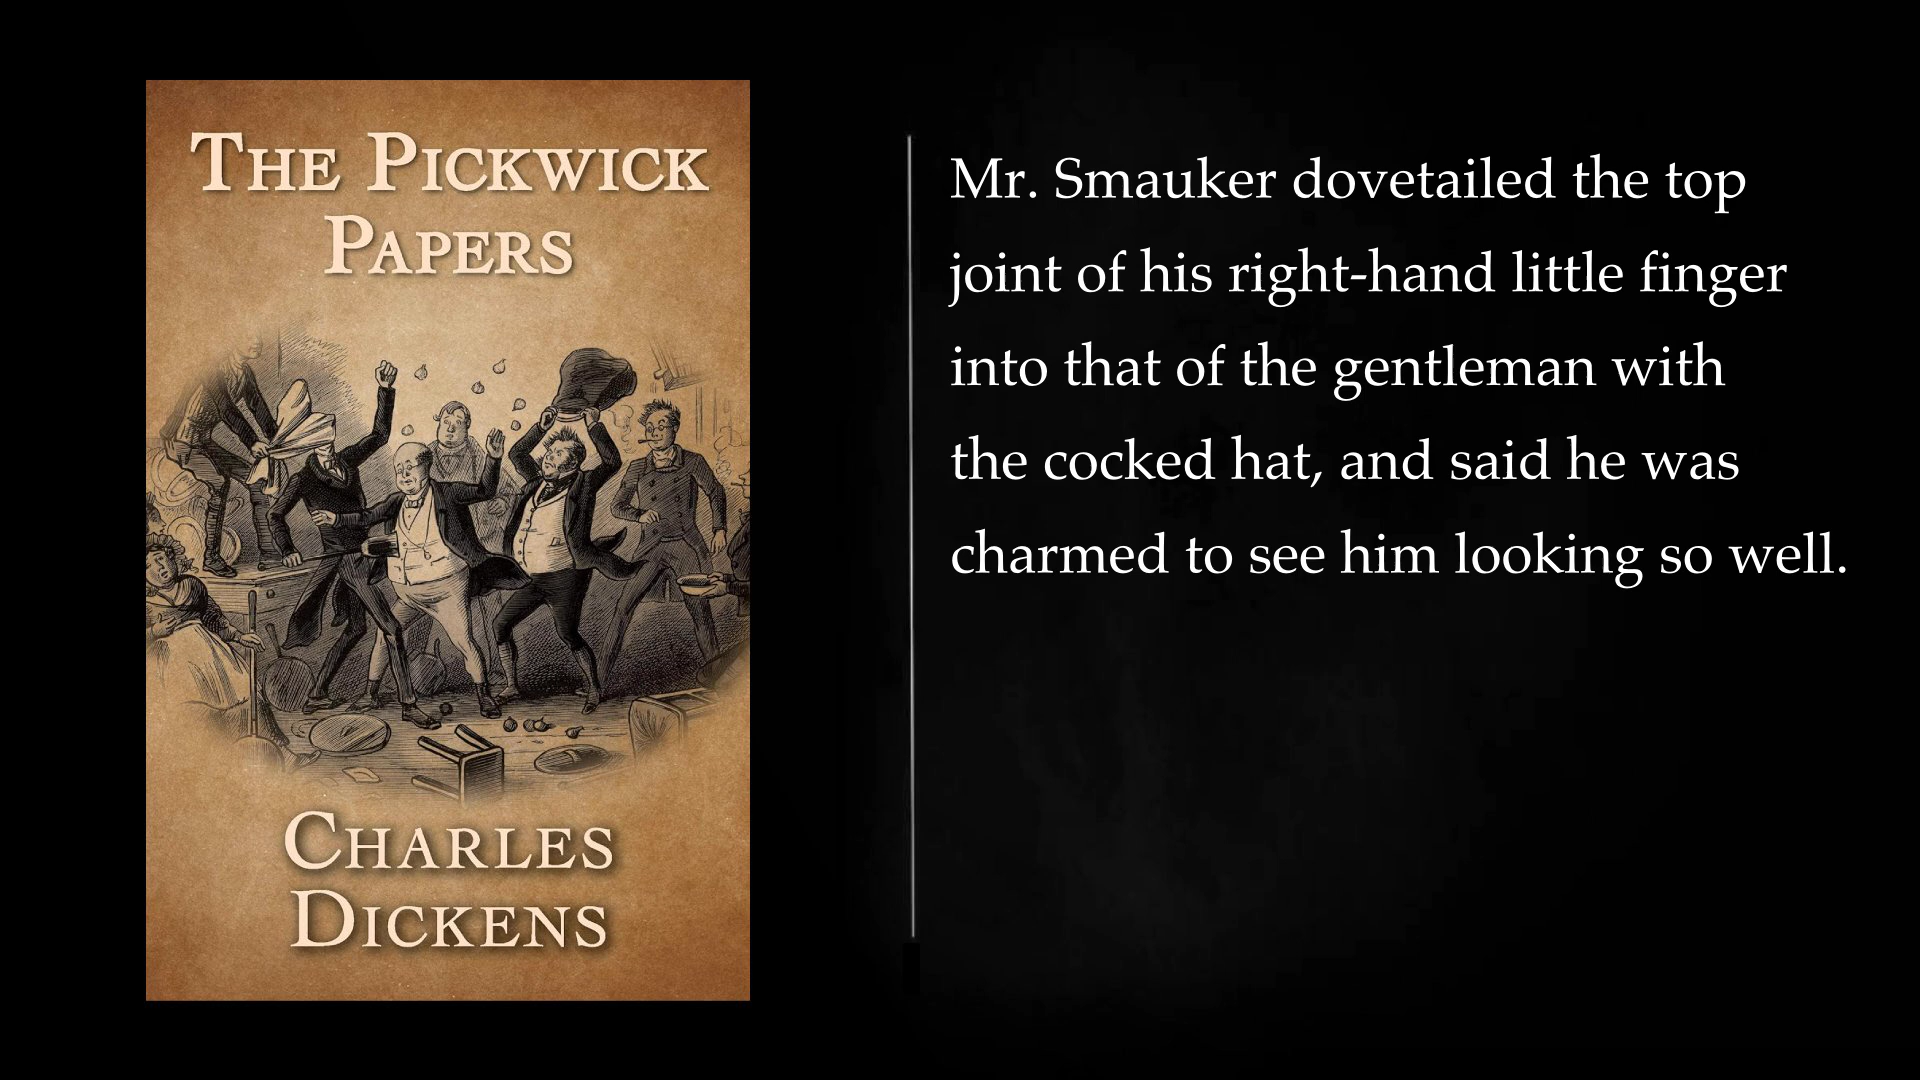 The Pickwick
Papers
Charles
Dickens
Mr. Smauker dovetailed the top
joint of his right-hand little finger
into that of the gentleman with
the cocked hat, and said he was
charmed to see him looking so well.